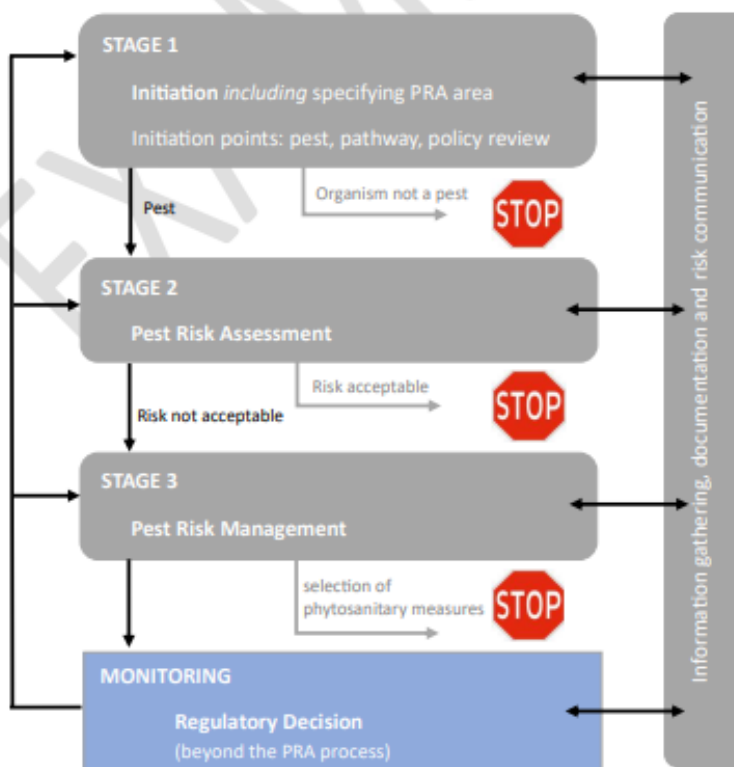 STAGE 1
Initiation including specifying PRA area
Initiation points: pest, pathway, policy review
Organism not a pest
STOP
Pest
STAGE 2
Pest Risk Assessment
Risk acceptable
STOP
Risk not acceptable
STAGE 3
Pest Risk Management
selection of
phytosanitary measures
STOP
MONITORING
Regulatory Decision
(beyond the PRA process)
Information gathering, documentation and risk communication